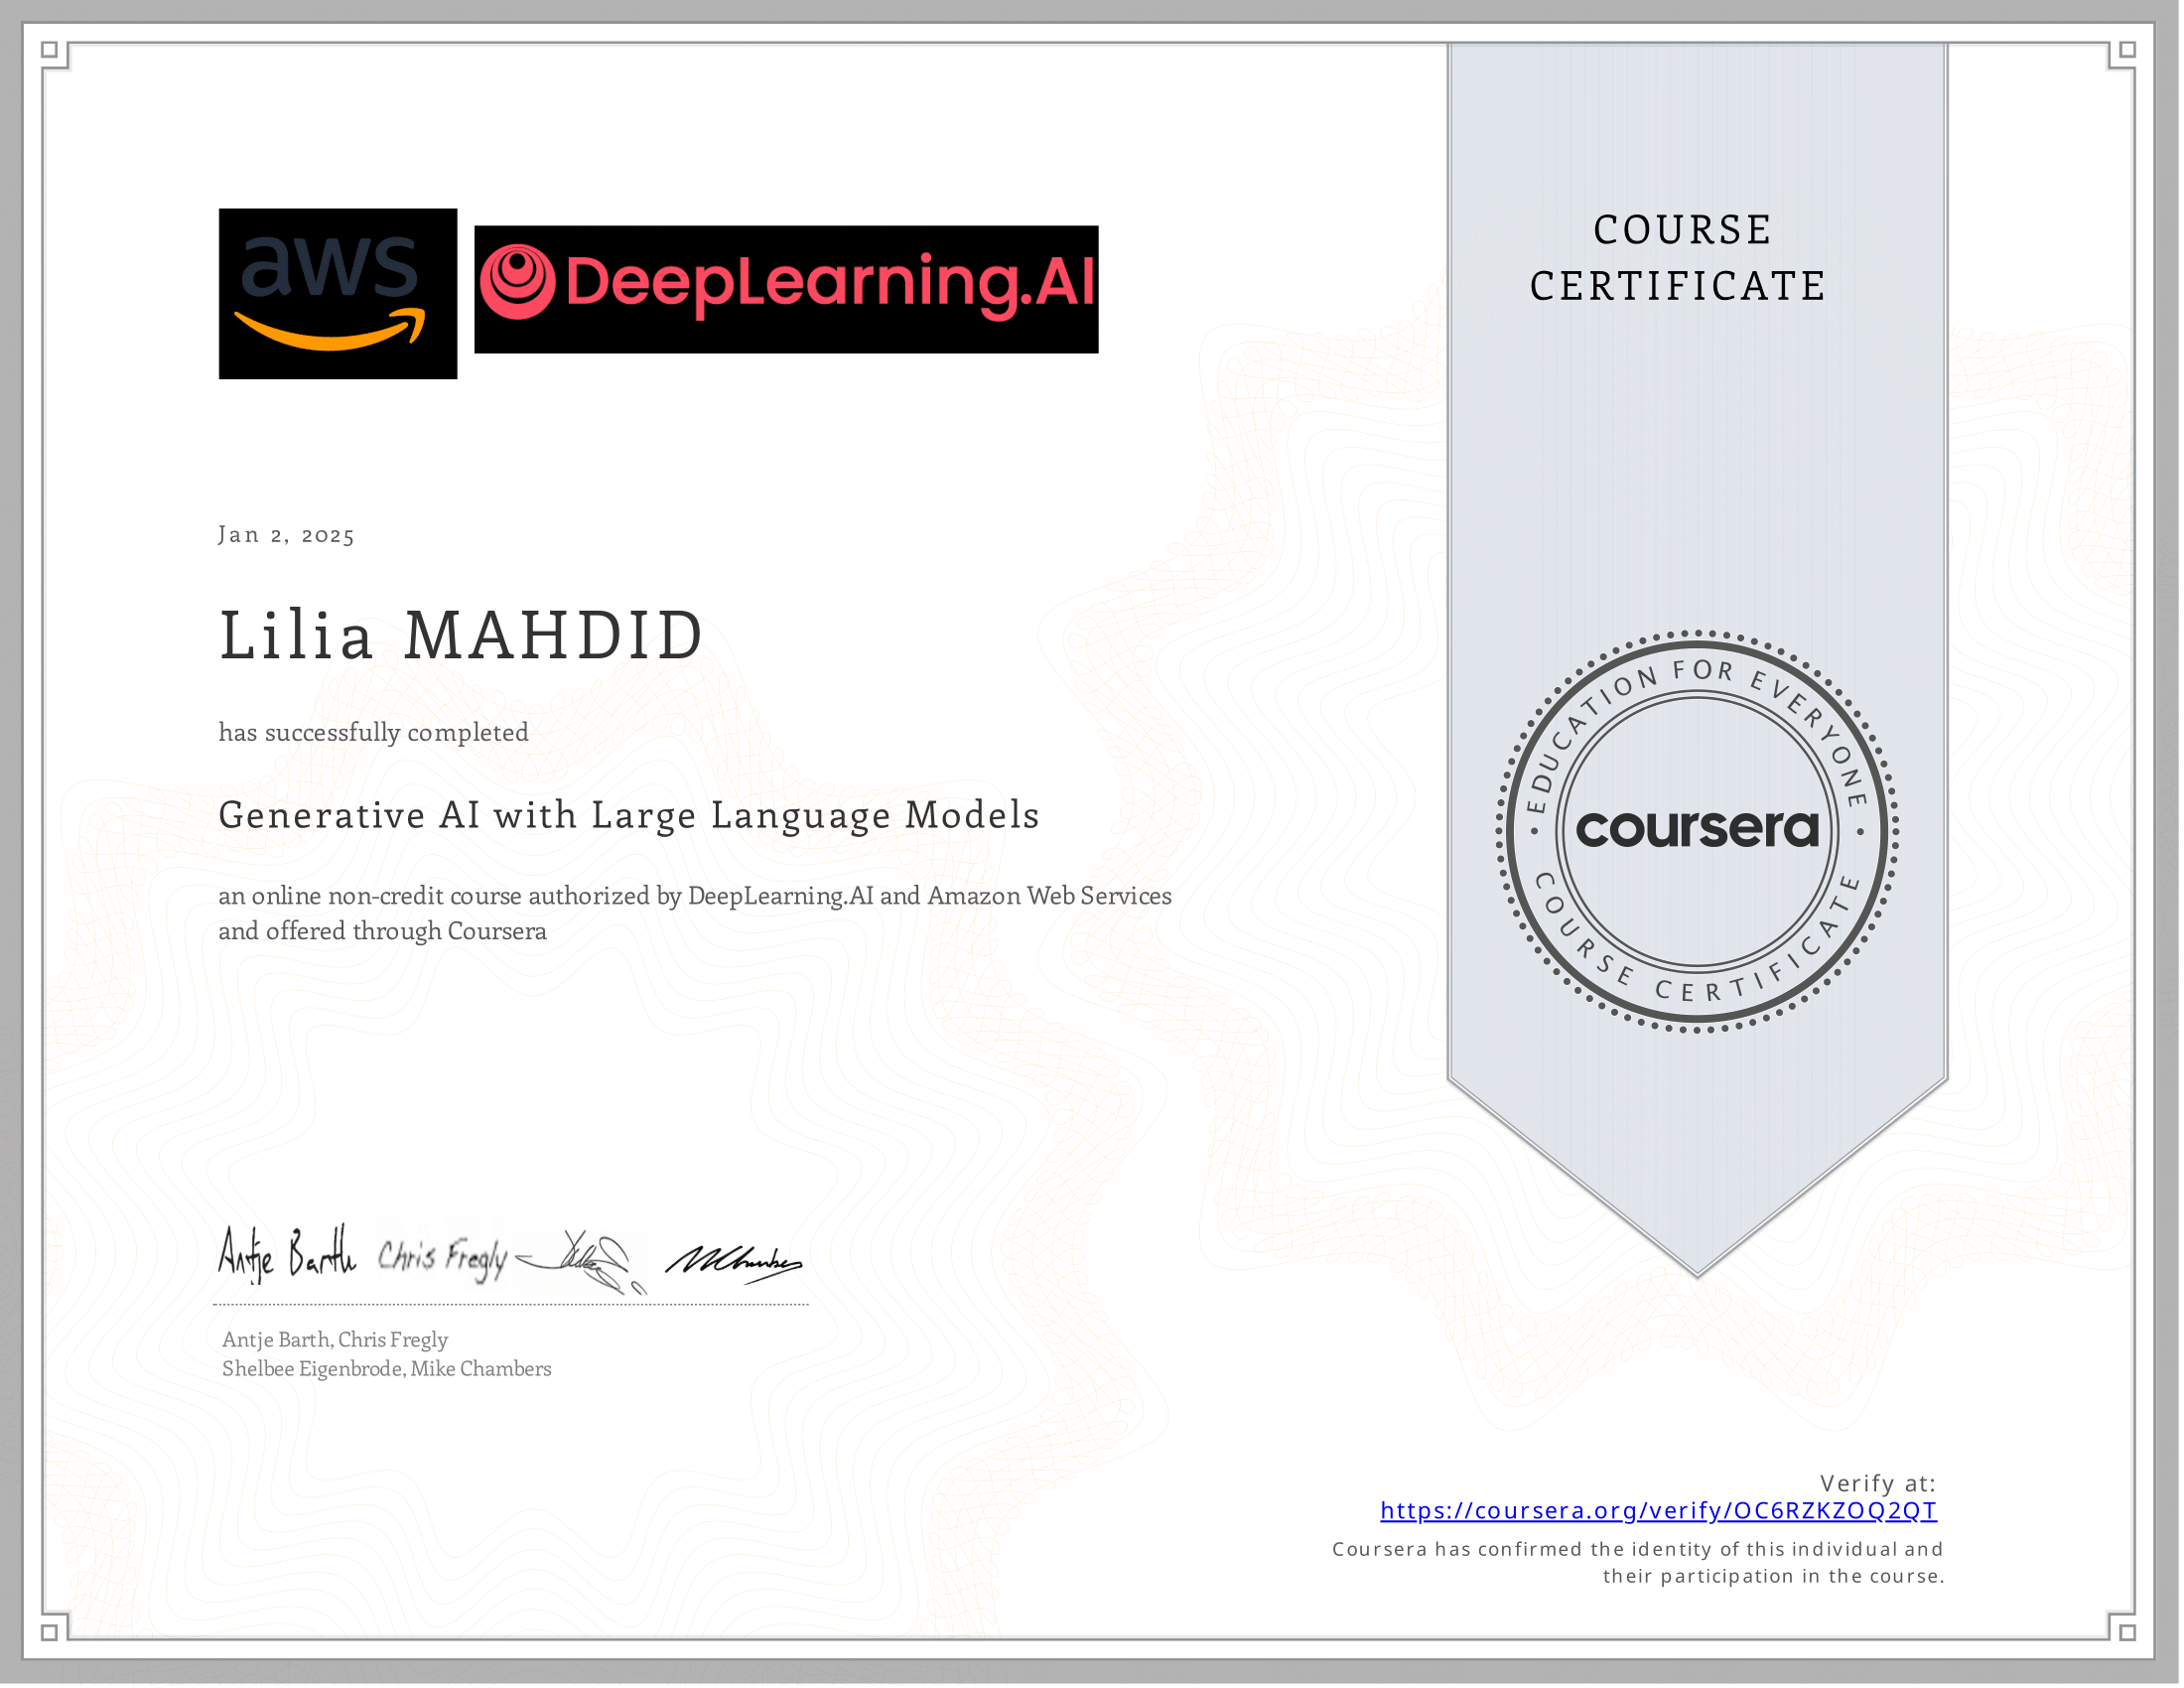 aws
DeepLearning.AI
COURSE
CERTIFICATE
Jan 2, 2025
Lilia MAHDID
has successfully completed
Generative AI with Large Language Models
an online non-credit course authorized by DeepLearning.AI and Amazon Web Services
and offered through Coursera
EDUCATION FOR EVERYONE
coursera
COURSE CERTIFICATE
Antje Barth Chris Fregly
Antje Barth, Chris Fregly
Shelbee Eigenbrode, Mike Chambers
Verify at:
https://coursera.org/verify/OC6RZKZOQ2QT
Coursera has confirmed the identity of this individual and
their participation in the course.